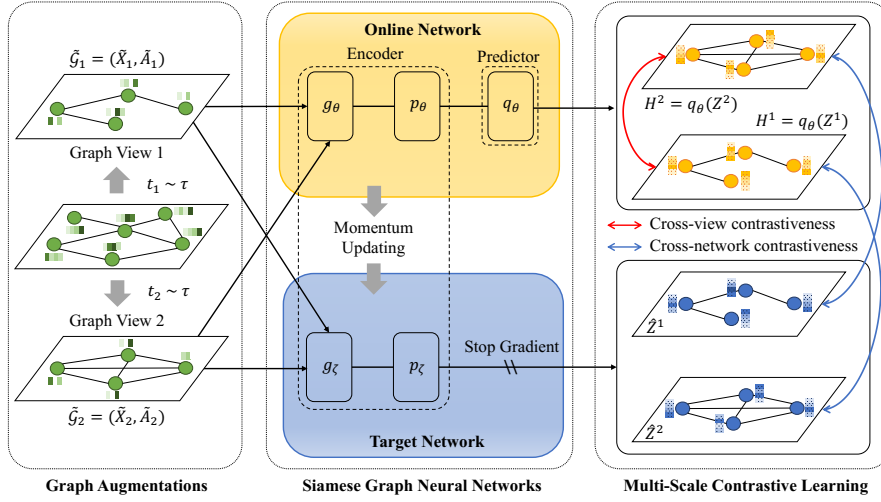 G̃₁ = (X̃₁, Ã₁)
Graph View 1
t₁ ~ τ
t₂ ~ τ
Graph View 2
G̃₂ = (X̃₂, Ã₂)
Graph Augmentations
Online Network
Encoder
Predictor
g_θ
p_θ
q_θ
Momentum
Updating
g_ζ
p_ζ
Stop Gradient
Target Network
Siamese Graph Neural Networks
H² = q_θ(Z²)
H¹ = q_θ(Z¹)
Cross-view contrastiveness
Cross-network contrastiveness
Ẑ¹
Ẑ²
Multi-Scale Contrastive Learning